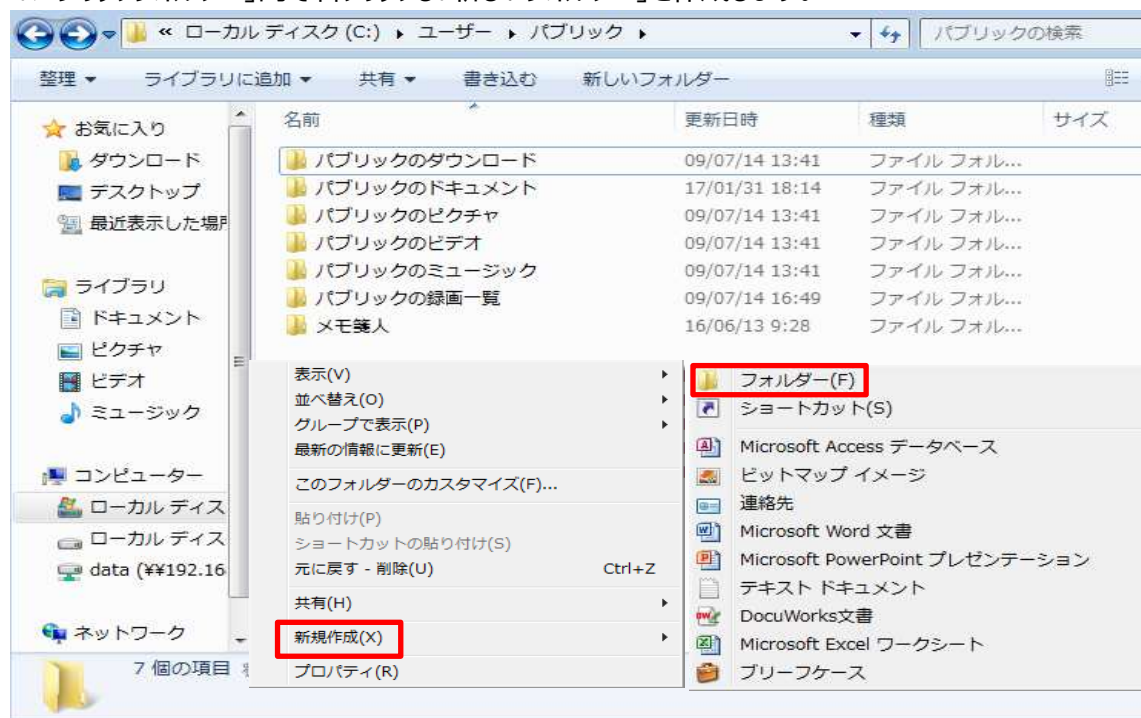 « ローカル ディスク (C:) ▸ ユーザー ▸ パブリック ▸
パブリックの検索
整理 ライブラリに追加 共有 書き込む 新しいフォルダー
名前 更新日時 種類 サイズ
お気に入り
ダウンロード
デスクトップ
最近表示した場所
ライブラリ
ドキュメント
ピクチャ
ビデオ
ミュージック
コンピューター
ローカル ディス
ローカル ディス
data (¥¥192.16
ネットワーク
パブリックのダウンロード 09/07/14 13:41 ファイル フォル...
パブリックのドキュメント 17/01/31 18:14 ファイル フォル...
パブリックのピクチャ 09/07/14 13:41 ファイル フォル...
パブリックのビデオ 09/07/14 13:41 ファイル フォル...
パブリックのミュージック 09/07/14 13:41 ファイル フォル...
パブリックの録画一覧 09/07/14 16:49 ファイル フォル...
メモ箋人 16/06/13 9:28 ファイル フォル...
表示(V)
並べ替え(O)
グループで表示(P)
最新の情報に更新(E)
このフォルダーのカスタマイズ(F)...
貼り付け(P)
ショートカットの貼り付け(S)
元に戻す - 削除(U) Ctrl+Z
共有(H)
新規作成(X)
プロパティ(R)
フォルダー(F)
ショートカット(S)
Microsoft Access データベース
ビットマップ イメージ
連絡先
Microsoft Word 文書
Microsoft PowerPoint プレゼンテーション
テキスト ドキュメント
DocuWorks文書
Microsoft Excel ワークシート
ブリーフケース
7 個の項目